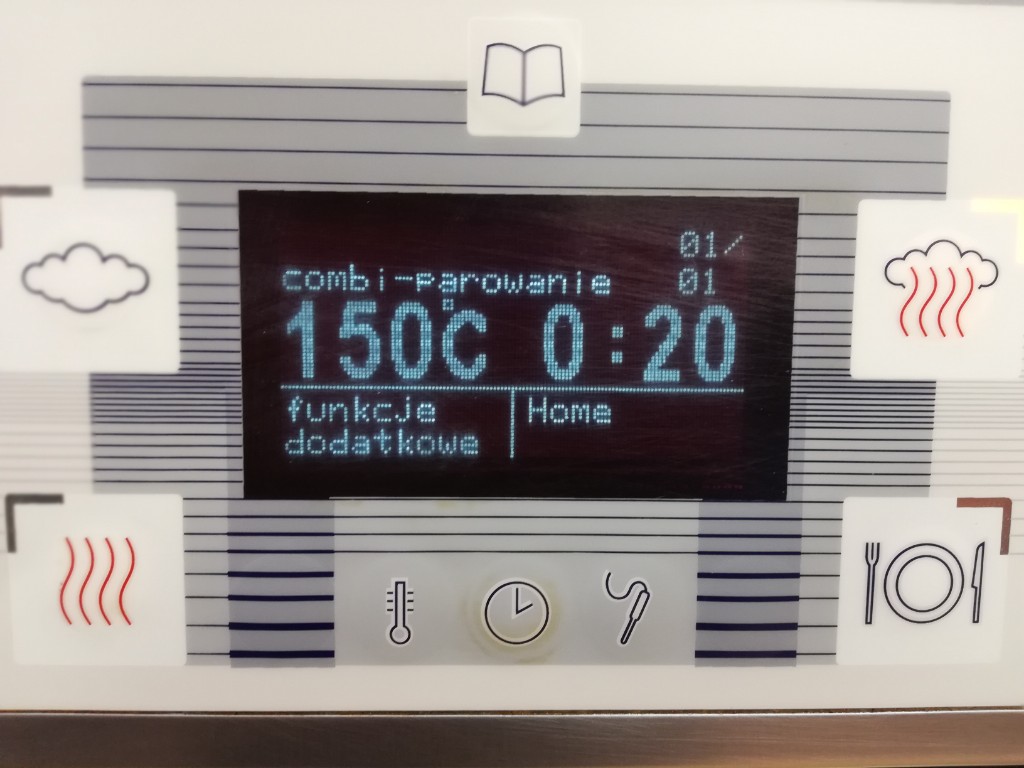 01/
combi-parowanie 01
150°C 0:20
funkcje Home
dodatkowe